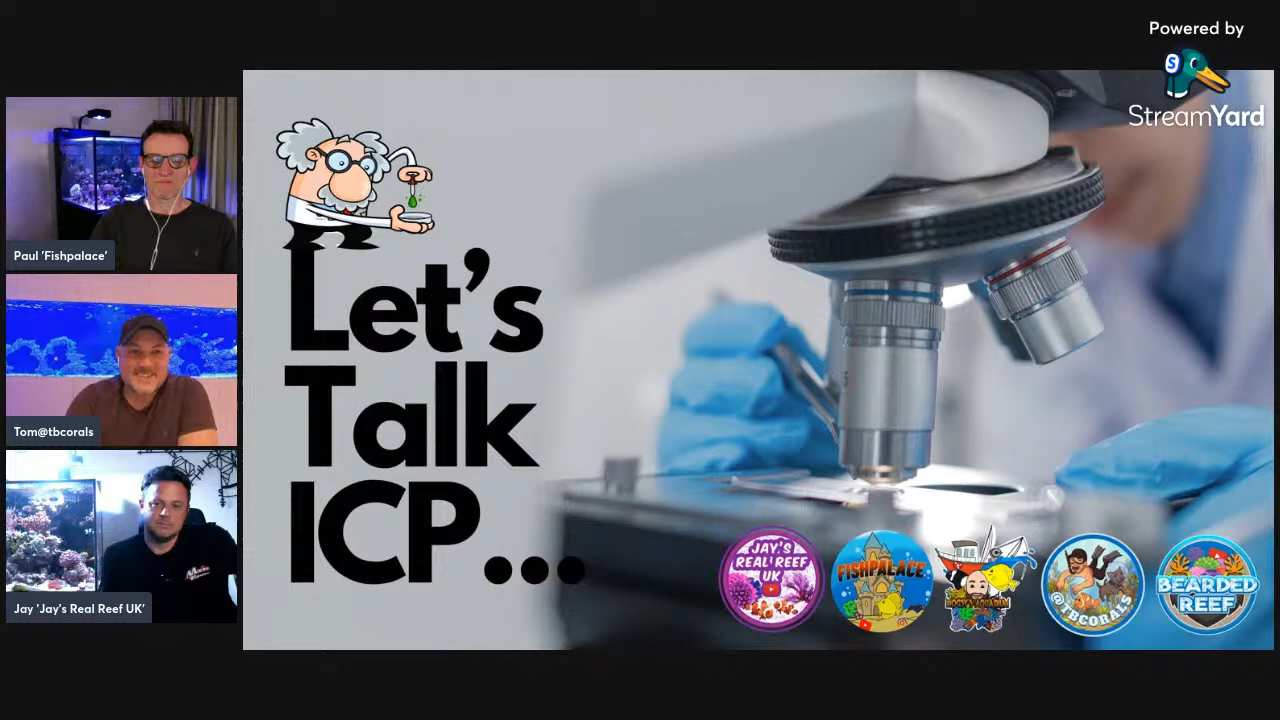 Powered by
StreamYard
Paul 'Fishpalace'
Tom@tbcorals
Jay 'Jay's Real Reef UK'
Let's
Talk
ICP...
JAY'S
REAL REEF
UK
FISHPALACE
@TBCORALS
BEARDED
REEF